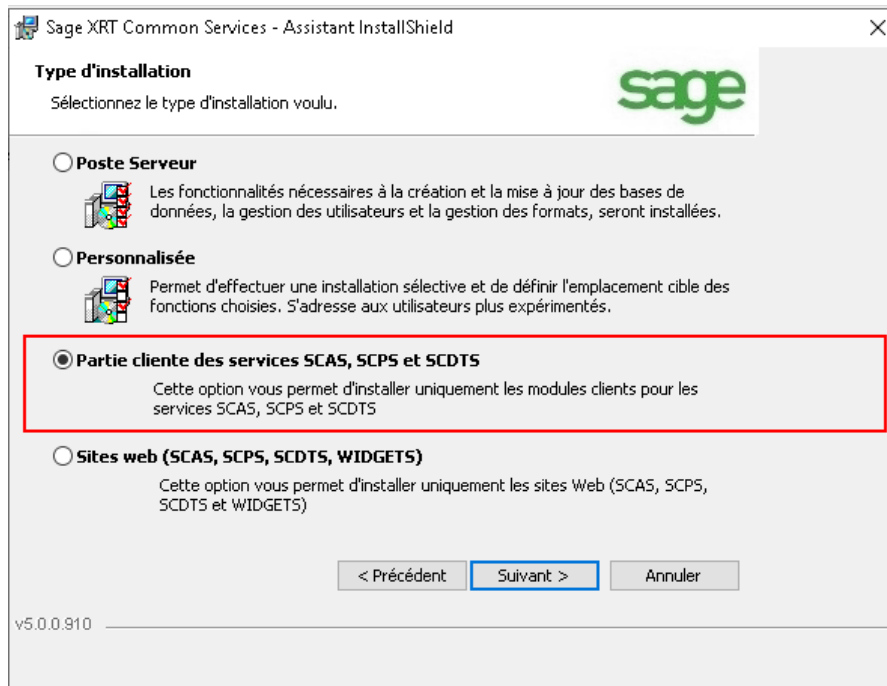 Sage XRT Common Services - Assistant InstallShield
Type d'installation
Sélectionnez le type d'installation voulu.
sage
Poste Serveur
Les fonctionnalités nécessaires à la création et la mise à jour des bases de
données, la gestion des utilisateurs et la gestion des formats, seront installées.
Personnalisée
Permet d'effectuer une installation sélective et de définir l'emplacement cible des
fonctions choisies. S'adresse aux utilisateurs plus expérimentés.
Partie cliente des services SCAS, SCPS et SCDTS
Cette option vous permet d'installer uniquement les modules clients pour les
services SCAS, SCPS et SCDTS
Sites web (SCAS, SCPS, SCDTS, WIDGETS)
Cette option vous permet d'installer uniquement les sites Web (SCAS, SCPS,
SCDTS et WIDGETS)
< Précédent
Suivant >
Annuler
v5.0.0.910